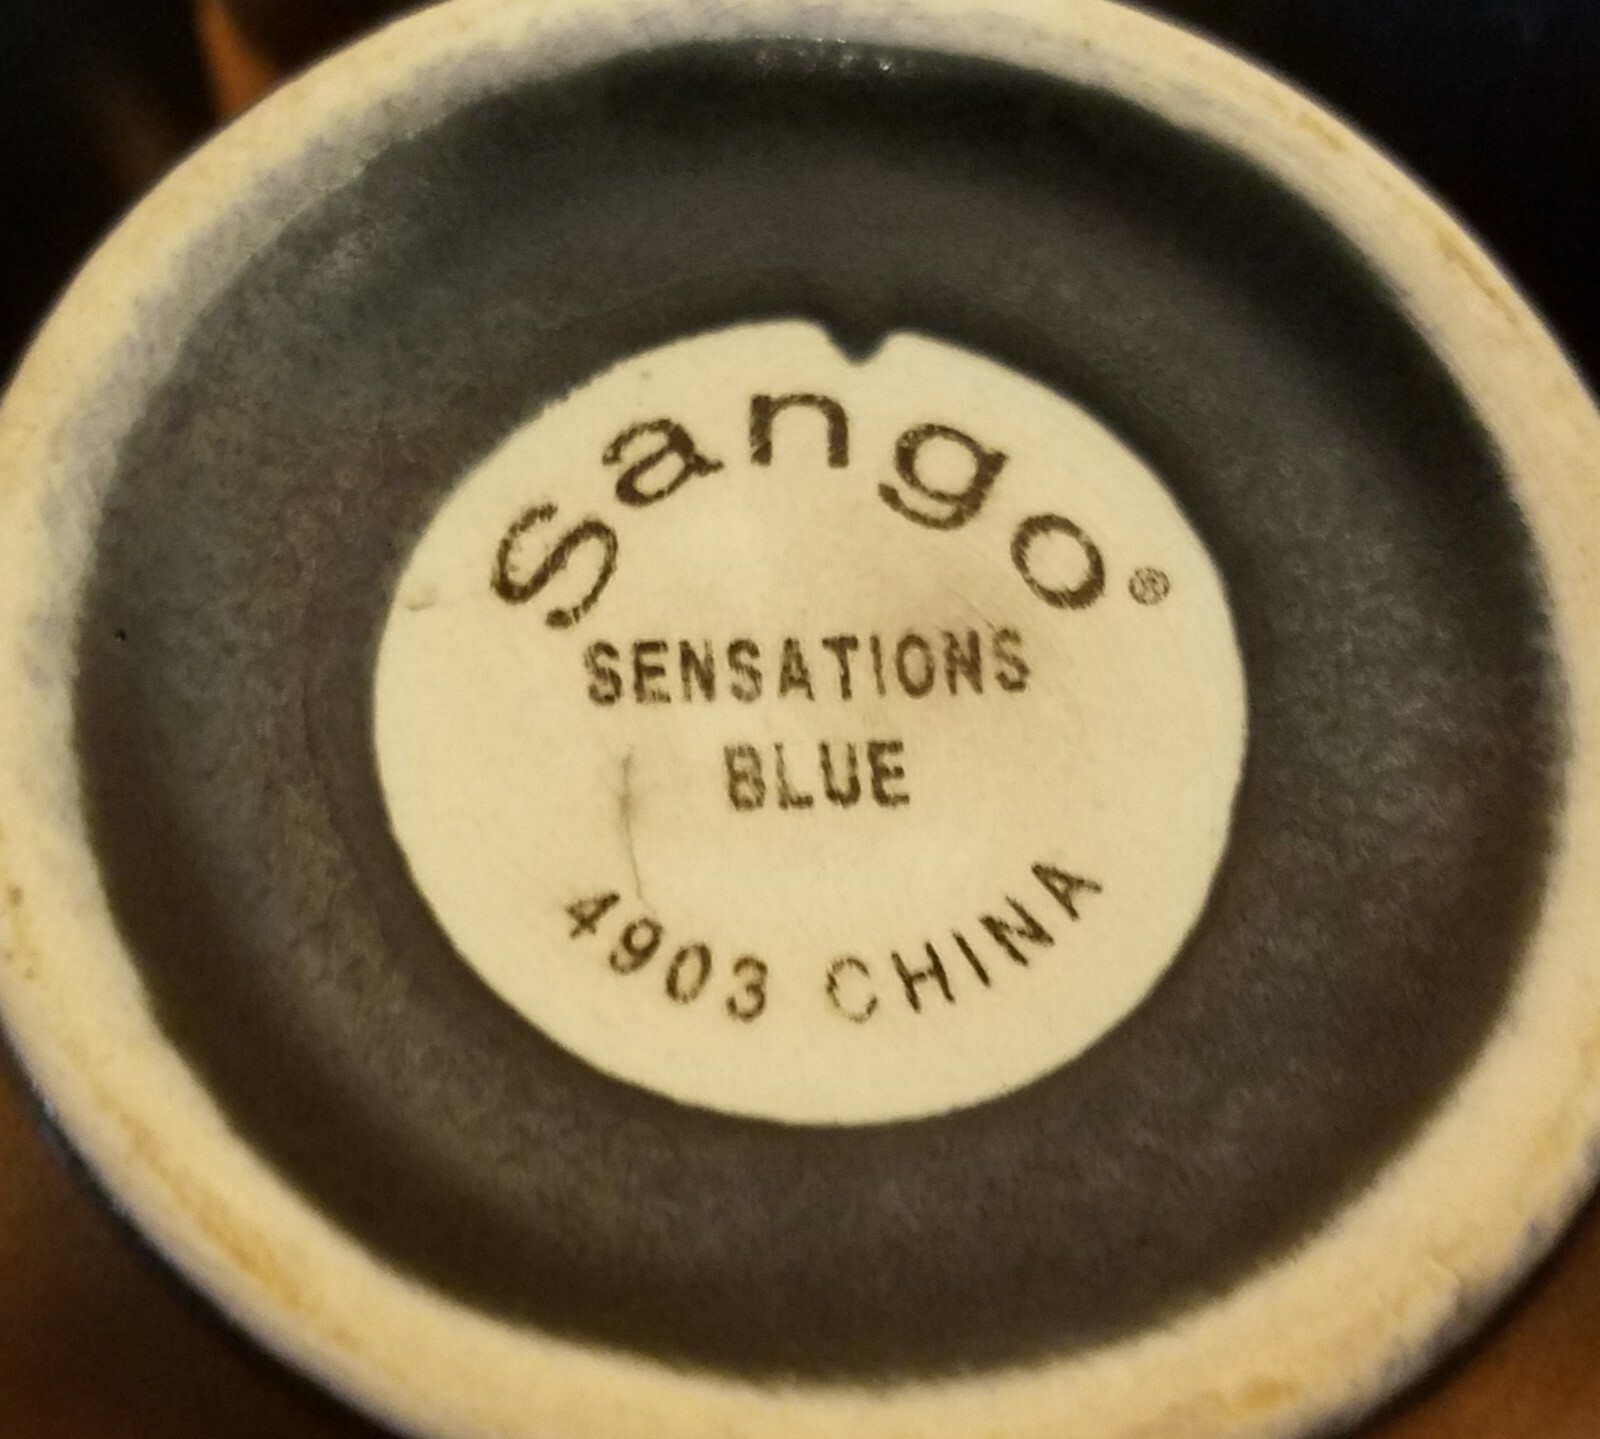 Sango®
SENSATIONS
BLUE
4903 CHINA